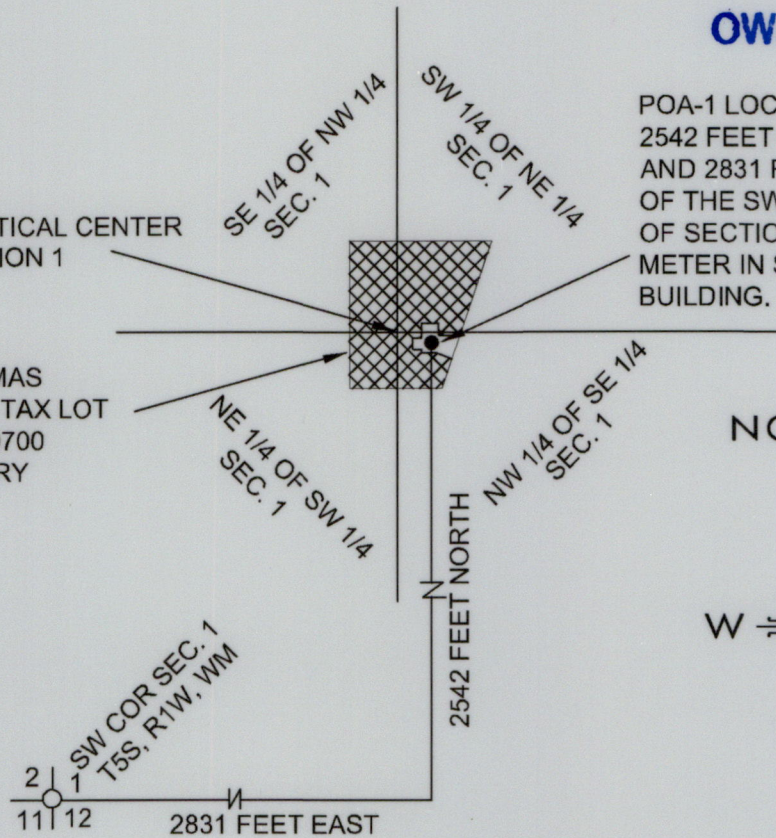 OW
POA-1 LOC
2542 FEET
AND 2831 F
OF THE SW
OF SECTIO
METER IN S
BUILDING.
SE 1/4 OF NW 1/4
SEC. 1
SW 1/4 OF NE 1/4
SEC. 1
TICAL CENTER
ION 1
MAS
TAX LOT
0700
RY
NE 1/4 OF SW 1/4
SEC. 1
NW 1/4 OF SE 1/4
SEC. 1
NO
W
2542 FEET NORTH
SW COR SEC. 1
T5S, R1W, WM
2 1
11 12
2831 FEET EAST